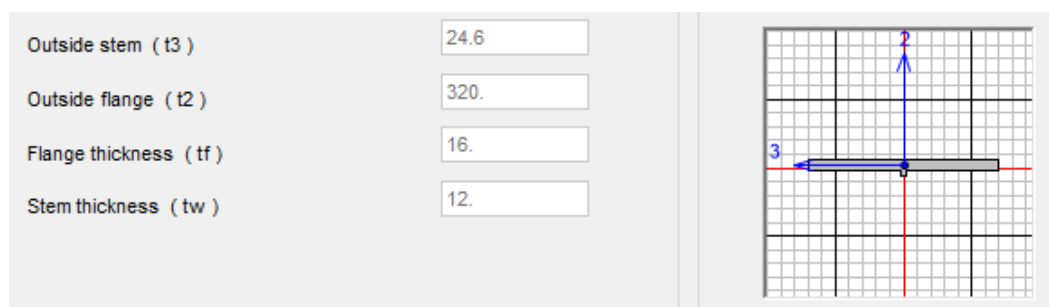 Outside stem ( t3 ) 24.6
Outside flange ( t2 ) 320.
Flange thickness ( tf ) 16.
Stem thickness ( tw ) 12.
2
3